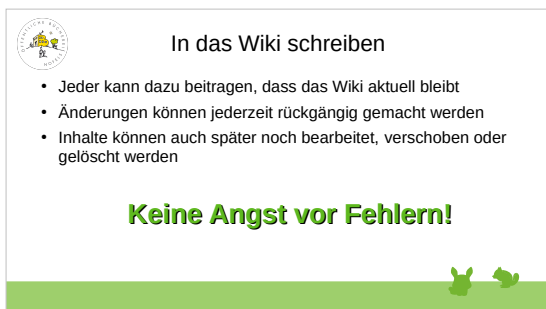 In das Wiki schreiben
• Jeder kann dazu beitragen, dass das Wiki aktuell bleibt
• Änderungen können jederzeit rückgängig gemacht werden
• Inhalte können auch später noch bearbeitet, verschoben oder
gelöscht werden
Keine Angst vor Fehlern!